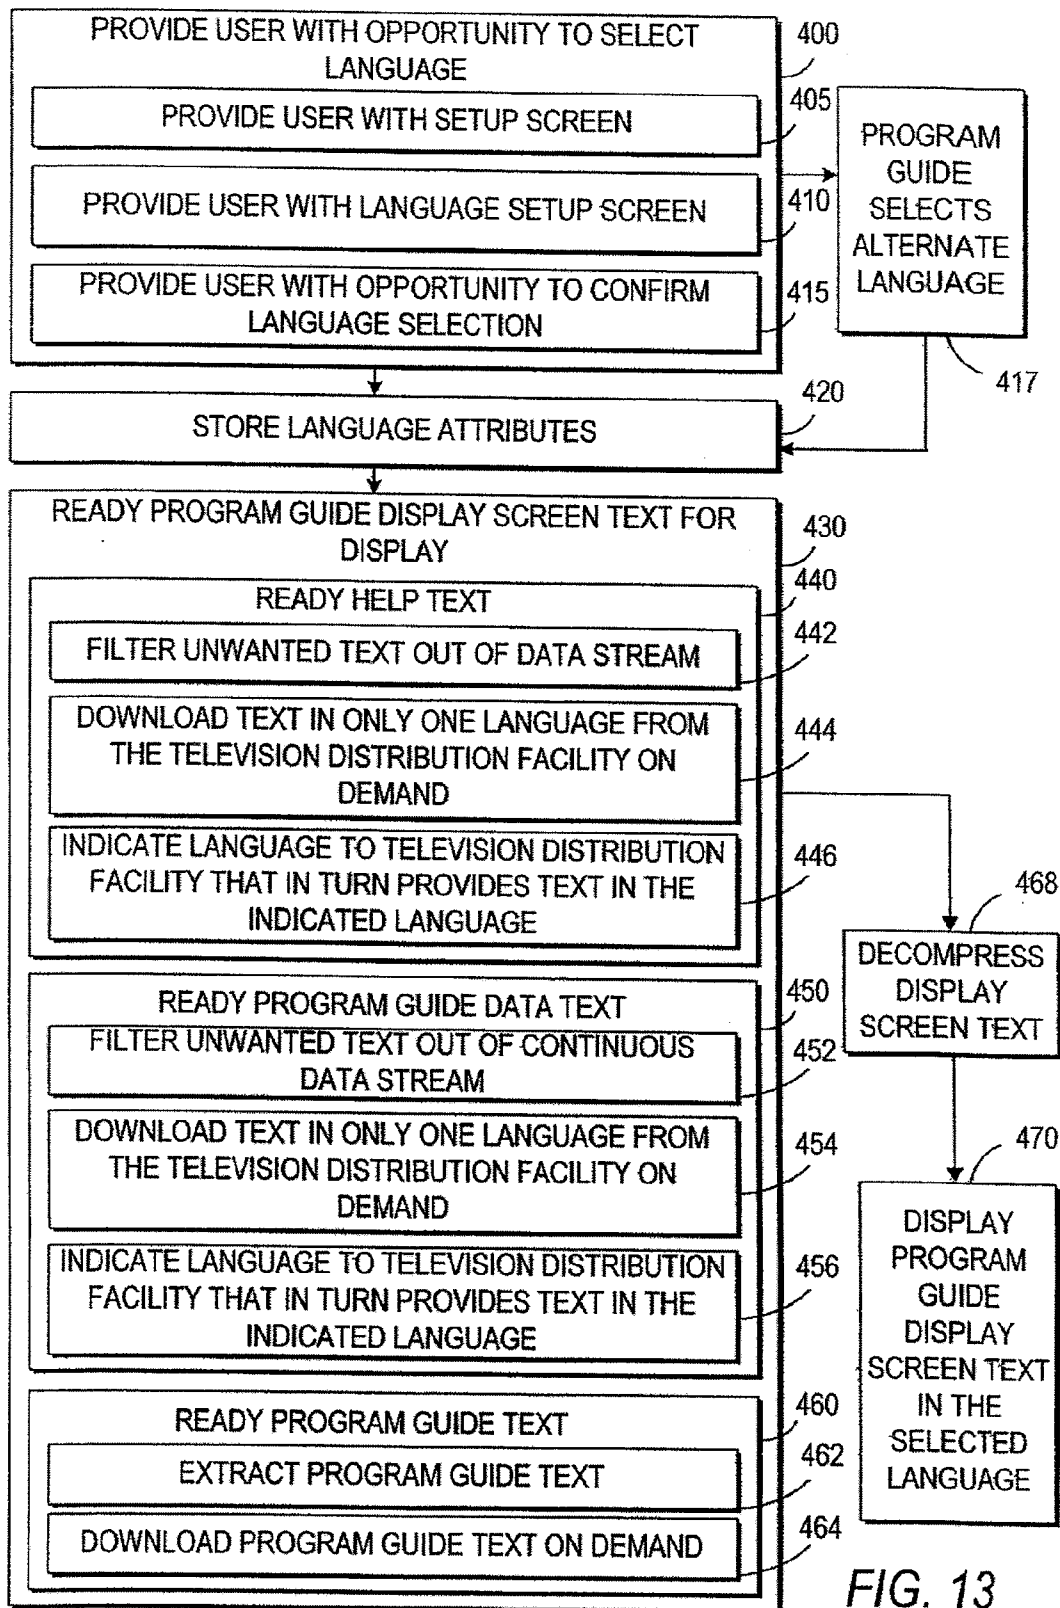 PROVIDE USER WITH OPPORTUNITY TO SELECT
LANGUAGE
400
PROVIDE USER WITH SETUP SCREEN
405
PROVIDE USER WITH LANGUAGE SETUP SCREEN
410
PROVIDE USER WITH OPPORTUNITY TO CONFIRM
LANGUAGE SELECTION
415
PROGRAM
GUIDE
SELECTS
ALTERNATE
LANGUAGE
417
STORE LANGUAGE ATTRIBUTES
420
READY PROGRAM GUIDE DISPLAY SCREEN TEXT FOR
DISPLAY
430
READY HELP TEXT
440
FILTER UNWANTED TEXT OUT OF DATA STREAM
442
DOWNLOAD TEXT IN ONLY ONE LANGUAGE FROM
THE TELEVISION DISTRIBUTION FACILITY ON
DEMAND
444
INDICATE LANGUAGE TO TELEVISION DISTRIBUTION
FACILITY THAT IN TURN PROVIDES TEXT IN THE
INDICATED LANGUAGE
446
READY PROGRAM GUIDE DATA TEXT
450
FILTER UNWANTED TEXT OUT OF CONTINUOUS
DATA STREAM
452
DOWNLOAD TEXT IN ONLY ONE LANGUAGE FROM
THE TELEVISION DISTRIBUTION FACILITY ON
DEMAND
454
INDICATE LANGUAGE TO TELEVISION DISTRIBUTION
FACILITY THAT IN TURN PROVIDES TEXT IN THE
INDICATED LANGUAGE
456
READY PROGRAM GUIDE TEXT
460
EXTRACT PROGRAM GUIDE TEXT
462
DOWNLOAD PROGRAM GUIDE TEXT ON DEMAND
464
468
DECOMPRESS
DISPLAY
SCREEN TEXT
470
DISPLAY
PROGRAM
GUIDE
DISPLAY
SCREEN TEXT
IN THE
SELECTED
LANGUAGE
FIG. 13